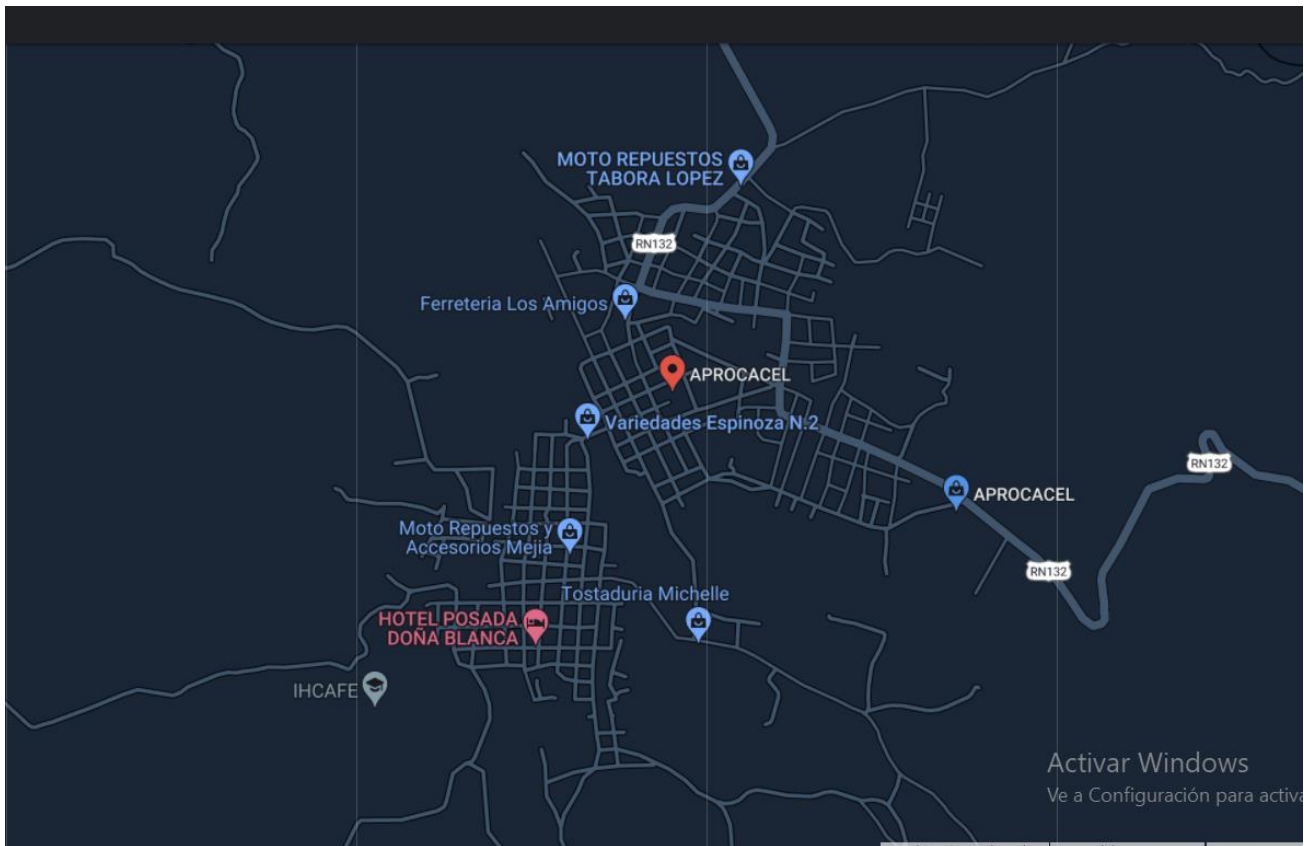 MOTO REPUESTOS
TABORA LOPEZ
RN132
Ferreteria Los Amigos
APROCACEL
Variedades Espinoza N.2
RN132
APROCACEL
Moto Repuestos y
Accesorios Mejia
RN132
Tostaduria Michelle
HOTEL POSADA
DOÑA BLANCA
IHCAFE
Activar Windows
Ve a Configuración para activa